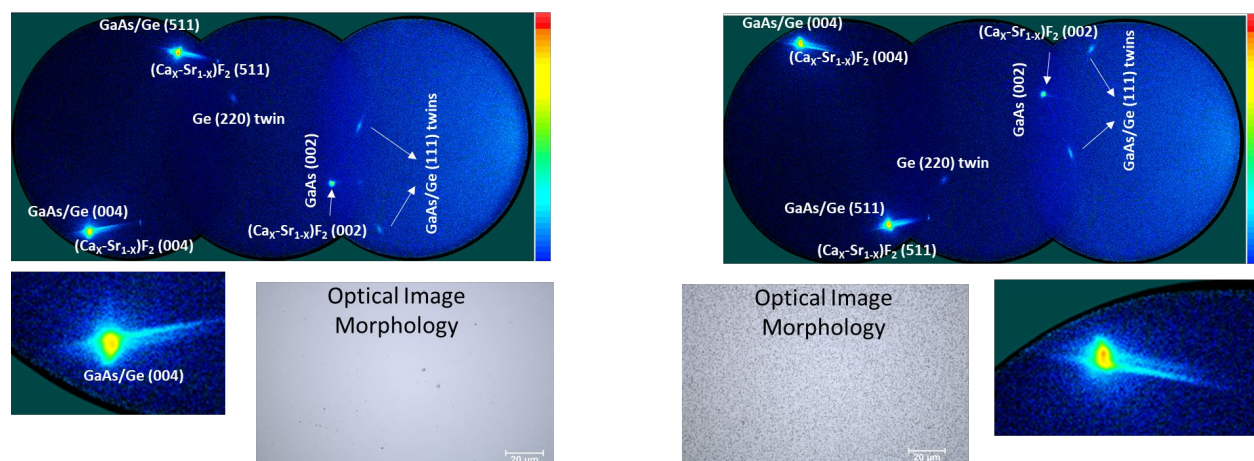 GaAs/Ge (511)
(CaX-Sr1-X)F2 (511)
Ge (220) twin
GaAs (002)
GaAs/Ge (111) twins
GaAs/Ge (004)
(CaX-Sr1-X)F2 (002)
(CaX-Sr1-X)F2 (004)
GaAs/Ge (004)
Optical Image
Morphology
20 μm
GaAs/Ge (004)
(CaX-Sr1-X)F2 (002)
(CaX-Sr1-X)F2 (004)
GaAs (002)
GaAs/Ge (111) twins
Ge (220) twin
GaAs/Ge (511)
(CaX-Sr1-X)F2 (511)
Optical Image
Morphology
20 μm